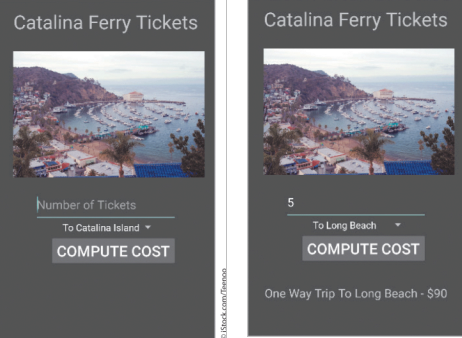 Catalina Ferry Tickets
Number of Tickets
To Catalina Island
COMPUTE COST
© iStock.com/Teenoo
Catalina Ferry Tickets
5
To Long Beach
COMPUTE COST
One Way Trip To Long Beach - $90